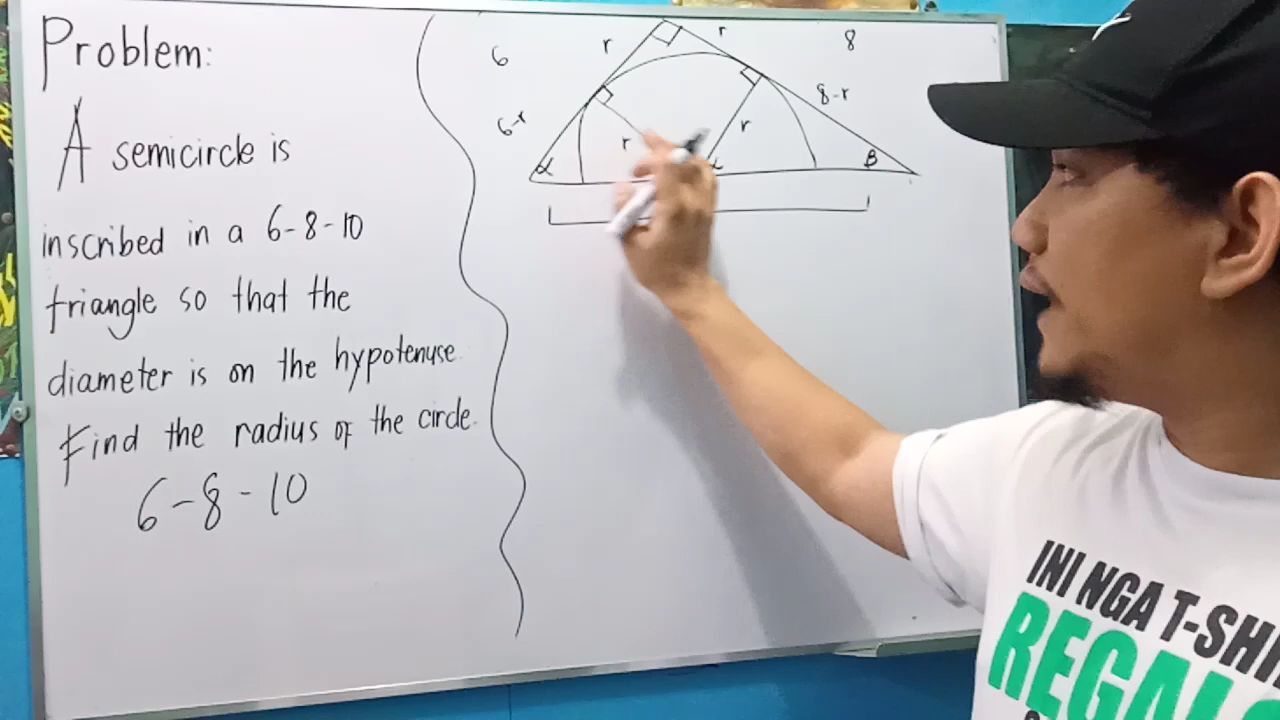 Problem:
A semicircle is
inscribed in a 6-8-10
triangle so that the
diameter is on the hypotenuse.
Find the radius of the circle.
6-8-10
6
r
r
8
6-r
8-r
r
r
α
α
β
INI NGA T-SHI
REGAL